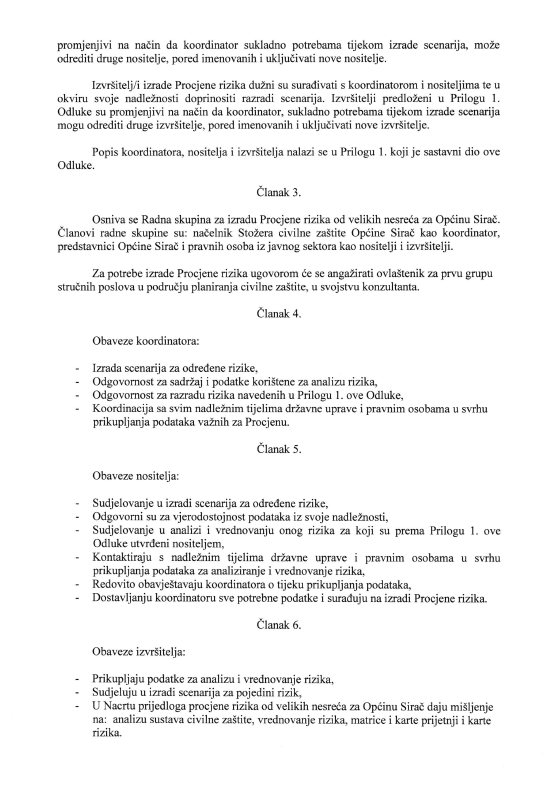 promjenjivi na način da koordinator sukladno potrebama tijekom izrade scenarija, može
odrediti druge nositelje, pored imenovanih i uključivati nove nositelje.
Izvršitelj/i izrade Procjene rizika dužni su surađivati s koordinatorom i nositeljima te u
okviru svoje nadležnosti doprinositi razradi scenarija. Izvršitelji predloženi u Prilogu 1.
Odluke su promjenjivi na način da koordinator, sukladno potrebama tijekom izrade scenarija
mogu odrediti druge izvršitelje, pored imenovanih i uključivati nove izvršitelje.
Popis koordinatora, nositelja i izvršitelja nalazi se u Prilogu 1. koji je sastavni dio ove
Odluke.
Članak 3.
Osniva se Radna skupina za izradu Procjene rizika od velikih nesreća za Općinu Sirač.
Članovi radne skupine su: načelnik Stožera civilne zaštite Općine Sirač kao koordinator,
predstavnici Općine Sirač i pravnih osoba iz javnog sektora kao nositelji i izvršitelji.
Za potrebe izrade Procjene rizika ugovorom će se angažirati ovlaštenik za prvu grupu
stručnih poslova u području planiranja civilne zaštite, u svojstvu konzultanta.
Članak 4.
Obaveze koordinatora:
- Izrada scenarija za određene rizike,
- Odgovornost za sadržaj i podatke korištene za analizu rizika,
- Odgovornost za razradu rizika navedenih u Prilogu 1. ove Odluke,
- Koordinacija sa svim nadležnim tijelima državne uprave i pravnim osobama u svrhu
prikupljanja podataka važnih za Procjenu.
Članak 5.
Obaveze nositelja:
- Sudjelovanje u izradi scenarija za određene rizike,
- Odgovorni su za vjerodostojnost podataka iz svoje nadležnosti,
- Sudjelovanje u analizi i vrednovanju onog rizika za koji su prema Prilogu 1. ove
Odluke utvrđeni nositeljem,
- Kontaktiraju s nadležnim tijelima državne uprave i pravnim osobama u svrhu
prikupljanja podataka za analiziranje i vrednovanje rizika,
- Redovito obavještavaju koordinatora o tijeku prikupljanja podataka,
- Dostavljanju koordinatoru sve potrebne podatke i surađuju na izradi Procjene rizika.
Članak 6.
Obaveze izvršitelja:
- Prikupljaju podatke za analizu i vrednovanje rizika,
- Sudjeluju u izradi scenarija za pojedini rizik,
- U Nacrtu prijedloga procjene rizika od velikih nesreća za Općinu Sirač daju mišljenje
na: analizu sustava civilne zaštite, vrednovanje rizika, matrice i karte prijetnji i karte
rizika.